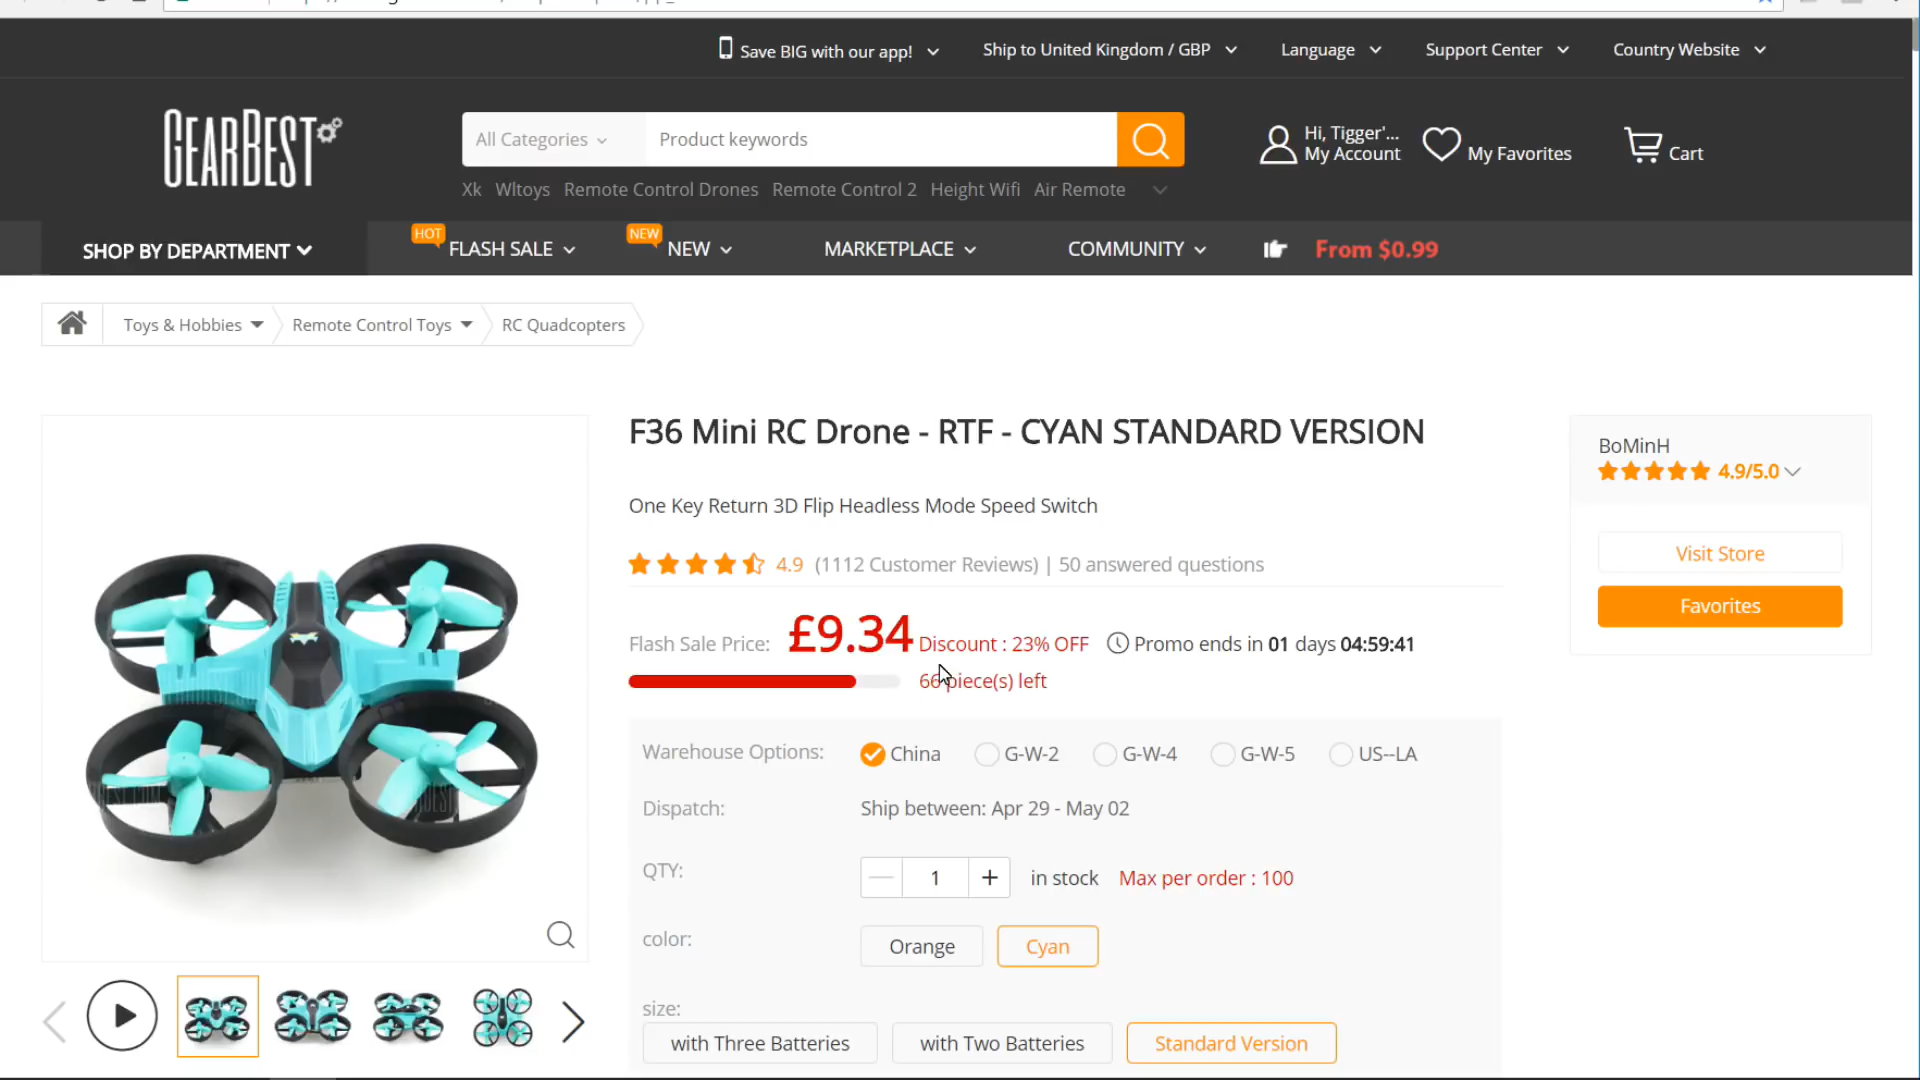 Save BIG with our app!
Ship to United Kingdom / GBP
Language
Support Center
Country Website
GEARBEST
All Categories
Product keywords
Hi, Tigger'...
My Account
My Favorites
Cart
Xk Wltoys Remote Control Drones Remote Control 2 Height Wifi Air Remote
SHOP BY DEPARTMENT
HOT
FLASH SALE
NEW
NEW
MARKETPLACE
COMMUNITY
From $0.99
Toys & Hobbies
Remote Control Toys
RC Quadcopters
F36 Mini RC Drone - RTF - CYAN STANDARD VERSION
One Key Return 3D Flip Headless Mode Speed Switch
4.9 (1112 Customer Reviews) | 50 answered questions
Flash Sale Price: £9.34 Discount : 23% OFF Promo ends in 01 days 04:59:41
66 piece(s) left
Warehouse Options: China G-W-2 G-W-4 G-W-5 US--LA
Dispatch: Ship between: Apr 29 - May 02
QTY: 1 in stock Max per order : 100
color: Orange Cyan
size:
with Three Batteries with Two Batteries Standard Version
BoMinH
4.9/5.0
Visit Store
Favorites